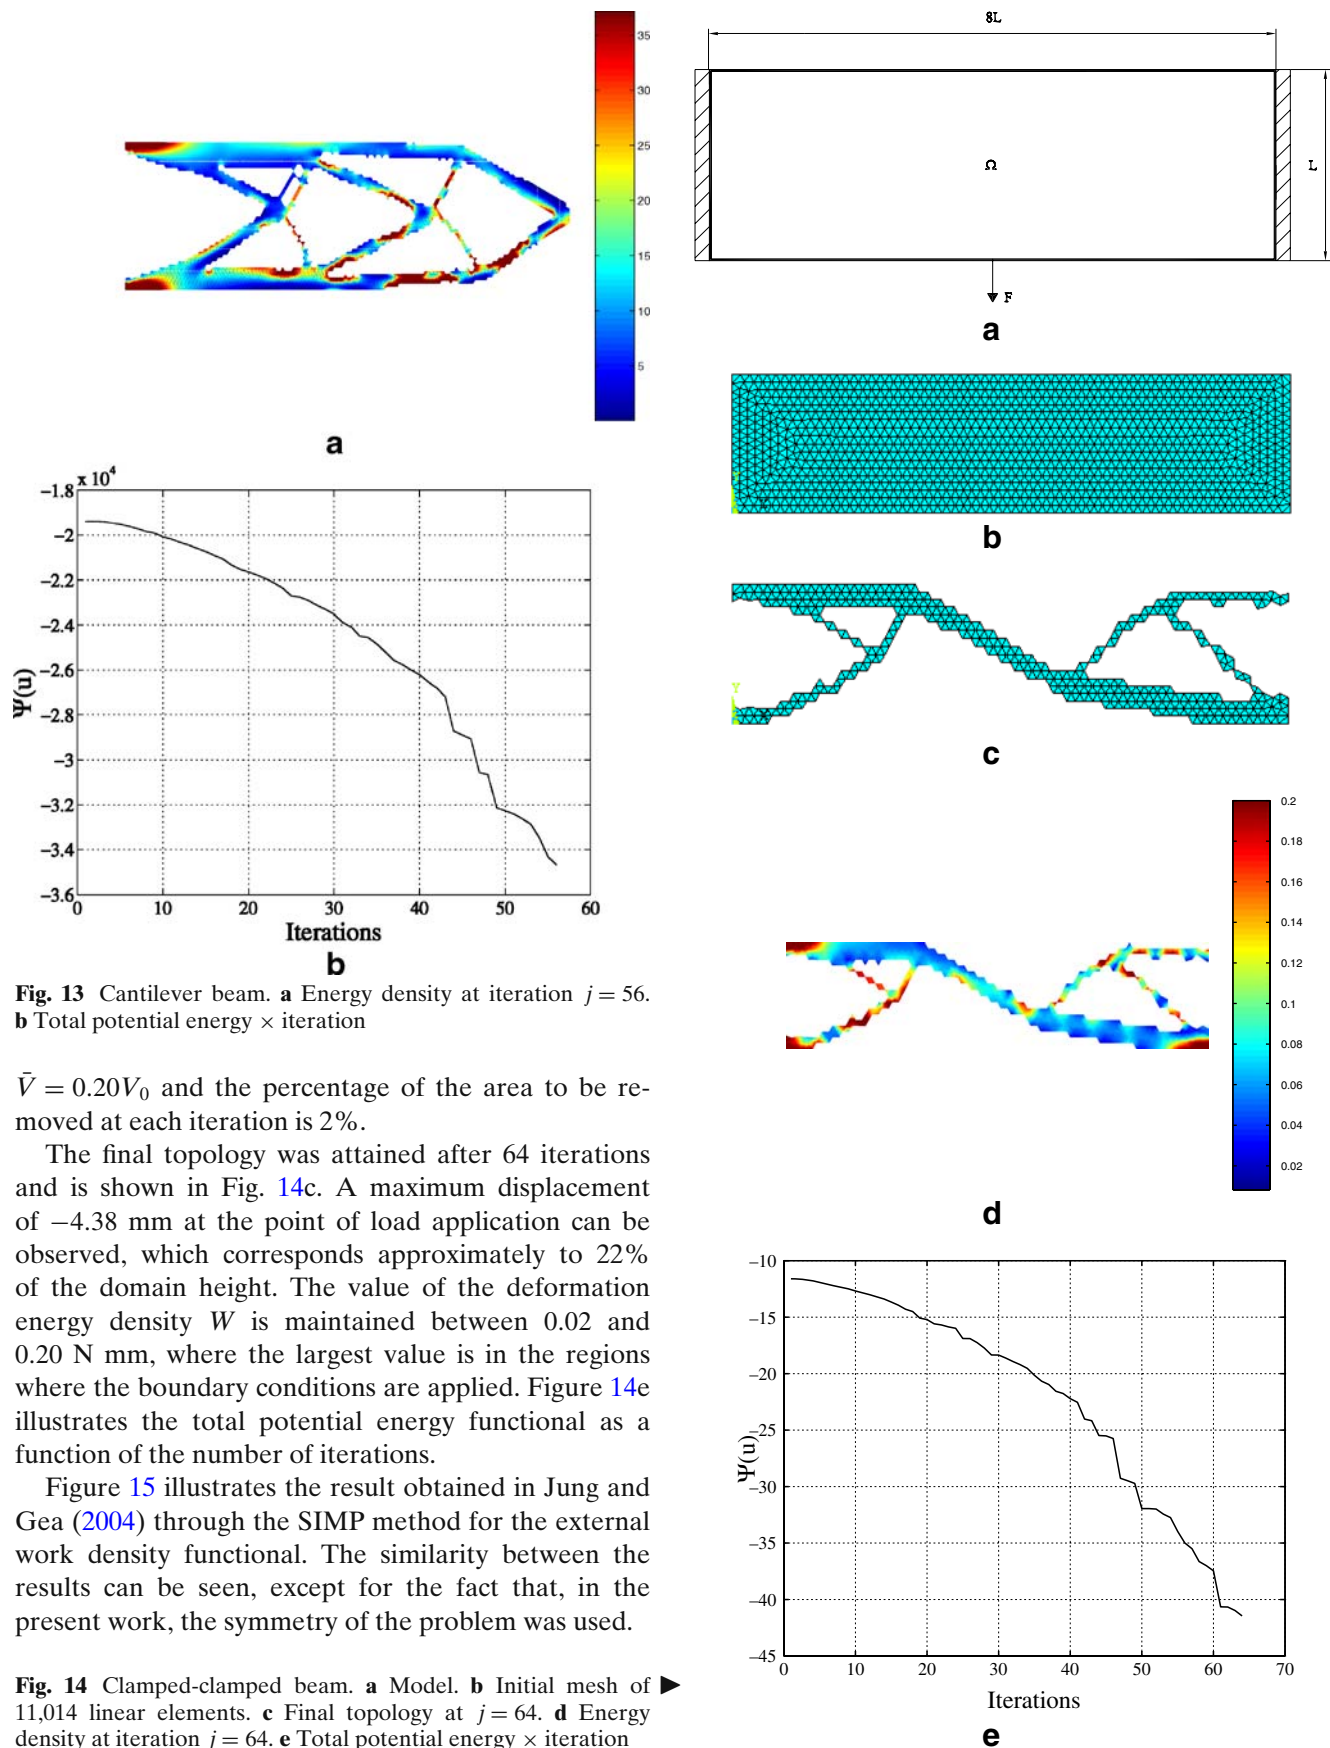 35
30
25
20
15
10
5
a
x 10⁴
−1.8
−2
−2.2
−2.4
−2.6
−2.8
−3
−3.2
−3.4
−3.6
Ψ(u)
0 10 20 30 40 50 60
Iterations
b
Fig. 13 Cantilever beam. a Energy density at iteration j = 56.
b Total potential energy × iteration
V̄ = 0.20V₀ and the percentage of the area to be re-
moved at each iteration is 2%.
The final topology was attained after 64 iterations
and is shown in Fig. 14c. A maximum displacement
of −4.38 mm at the point of load application can be
observed, which corresponds approximately to 22%
of the domain height. The value of the deformation
energy density W is maintained between 0.02 and
0.20 N mm, where the largest value is in the regions
where the boundary conditions are applied. Figure 14e
illustrates the total potential energy functional as a
function of the number of iterations.
Figure 15 illustrates the result obtained in Jung and
Gea (2004) through the SIMP method for the external
work density functional. The similarity between the
results can be seen, except for the fact that, in the
present work, the symmetry of the problem was used.
Fig. 14 Clamped-clamped beam. a Model. b Initial mesh of ▶
11,014 linear elements. c Final topology at j = 64. d Energy
density at iteration j = 64. e Total potential energy × iteration
8L
Ω
L
F
a
b
Y
c
0.2
0.18
0.16
0.14
0.12
0.1
0.08
0.06
0.04
0.02
d
−10
−15
−20
−25
−30
−35
−40
−45
Ψ(u)
0 10 20 30 40 50 60 70
Iterations
e